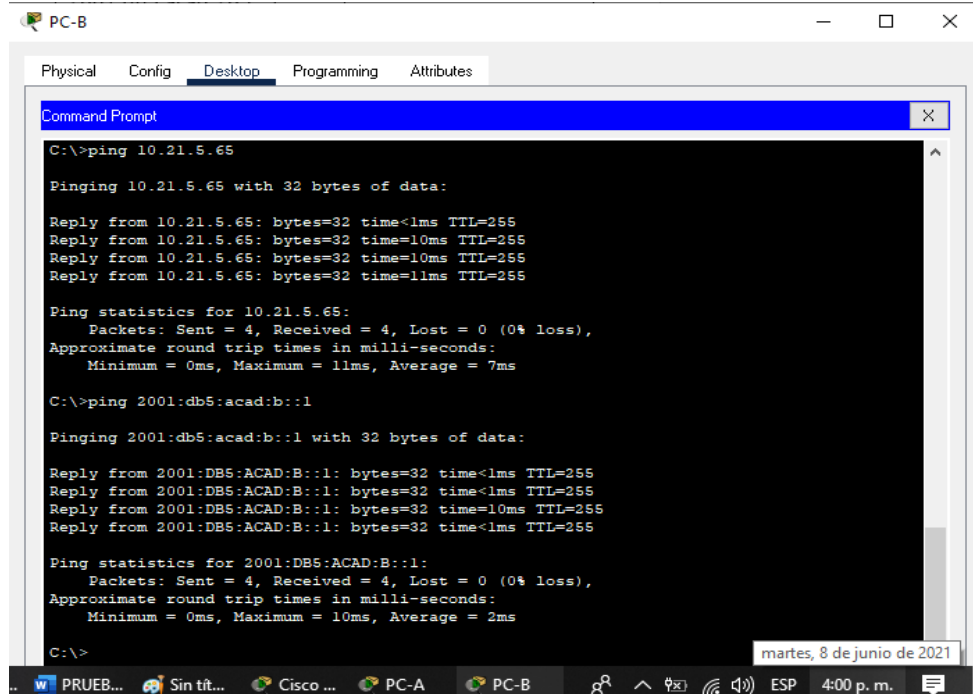 PC-B
Physical Config Desktop Programming Attributes
Command Prompt X
C:\>ping 10.21.5.65
Pinging 10.21.5.65 with 32 bytes of data:
Reply from 10.21.5.65: bytes=32 time<1ms TTL=255
Reply from 10.21.5.65: bytes=32 time=10ms TTL=255
Reply from 10.21.5.65: bytes=32 time=10ms TTL=255
Reply from 10.21.5.65: bytes=32 time=11ms TTL=255
Ping statistics for 10.21.5.65:
Packets: Sent = 4, Received = 4, Lost = 0 (0% loss),
Approximate round trip times in milli-seconds:
Minimum = 0ms, Maximum = 11ms, Average = 7ms
C:\>ping 2001:db5:acad:b::1
Pinging 2001:db5:acad:b::1 with 32 bytes of data:
Reply from 2001:DB5:ACAD:B::1: bytes=32 time<1ms TTL=255
Reply from 2001:DB5:ACAD:B::1: bytes=32 time<1ms TTL=255
Reply from 2001:DB5:ACAD:B::1: bytes=32 time=10ms TTL=255
Reply from 2001:DB5:ACAD:B::1: bytes=32 time<1ms TTL=255
Ping statistics for 2001:DB5:ACAD:B::1:
Packets: Sent = 4, Received = 4, Lost = 0 (0% loss),
Approximate round trip times in milli-seconds:
Minimum = 0ms, Maximum = 10ms, Average = 2ms
C:\>
martes, 8 de junio de 2021
.. PRUEB... Sin tít... Cisco ... PC-A PC-B ESP 4:00 p. m.